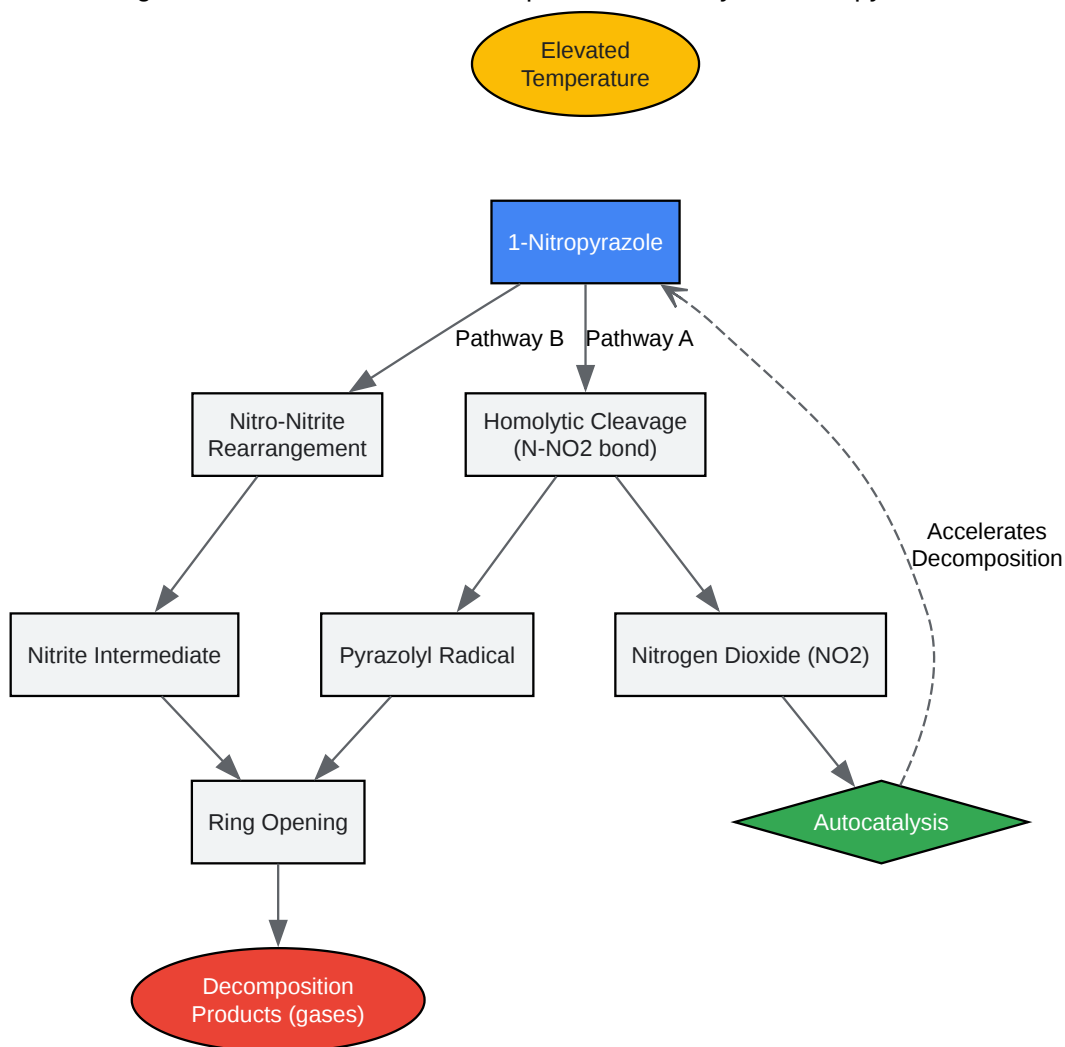 Elevated
Temperature
1-Nitropyrazole
Pathway B
Pathway A
Nitro-Nitrite
Rearrangement
Homolytic Cleavage
(N-NO2 bond)
Accelerates
Decomposition
Nitrite Intermediate
Pyrazolyl Radical
Nitrogen Dioxide (NO2)
Ring Opening
Autocatalysis
Decomposition
Products (gases)